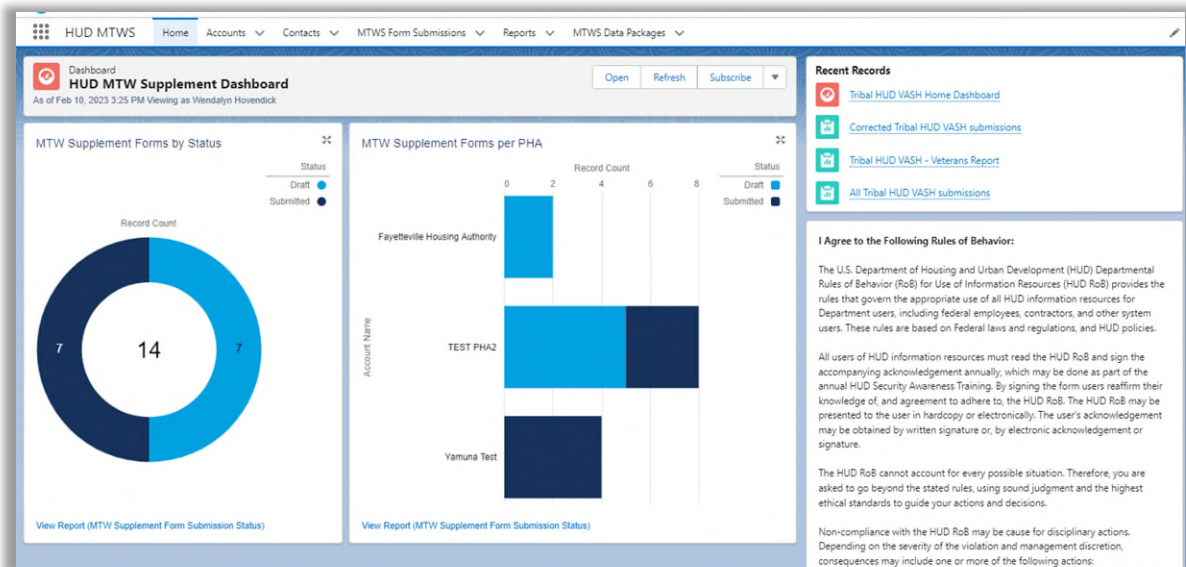 HUD MTWS Home Accounts Contacts MTWS Form Submissions Reports MTWS Data Packages
Dashboard
HUD MTW Supplement Dashboard
As of Feb 10, 2023 3:25 PM·Viewing as Wendalyn Hovendick
Open Refresh Subscribe
MTW Supplement Forms by Status
Status
Draft
Submitted
Record Count
7
14
7
View Report (MTW Supplement Form Submission Status)
MTW Supplement Forms per PHA
Record Count
0 2 4 6 8
Status
Draft
Submitted
Account Name
Fayetteville Housing Authority
TEST PHA2
Yamuna Test
View Report (MTW Supplement Form Submission Status)
Recent Records
Tribal HUD VASH Home Dashboard
Corrected Tribal HUD VASH submissions
Tribal HUD VASH - Veterans Report
All Tribal HUD VASH submissions
I Agree to the Following Rules of Behavior:
The U.S. Department of Housing and Urban Development (HUD) Departmental
Rules of Behavior (RoB) for Use of Information Resources (HUD RoB) provides the
rules that govern the appropriate use of all HUD information resources for
Department users, including federal employees, contractors, and other system
users. These rules are based on Federal laws and regulations, and HUD policies.
All users of HUD information resources must read the HUD RoB and sign the
accompanying acknowledgement annually, which may be done as part of the
annual HUD Security Awareness Training. By signing the form users reaffirm their
knowledge of, and agreement to adhere to, the HUD RoB. The HUD RoB may be
presented to the user in hardcopy or electronically. The user's acknowledgement
may be obtained by written signature or, by electronic acknowledgement or
signature.
The HUD RoB cannot account for every possible situation. Therefore, you are
asked to go beyond the stated rules, using sound judgment and the highest
ethical standards to guide your actions and decisions.
Non-compliance with the HUD RoB may be cause for disciplinary actions.
Depending on the severity of the violation and management discretion,
consequences may include one or more of the following actions: